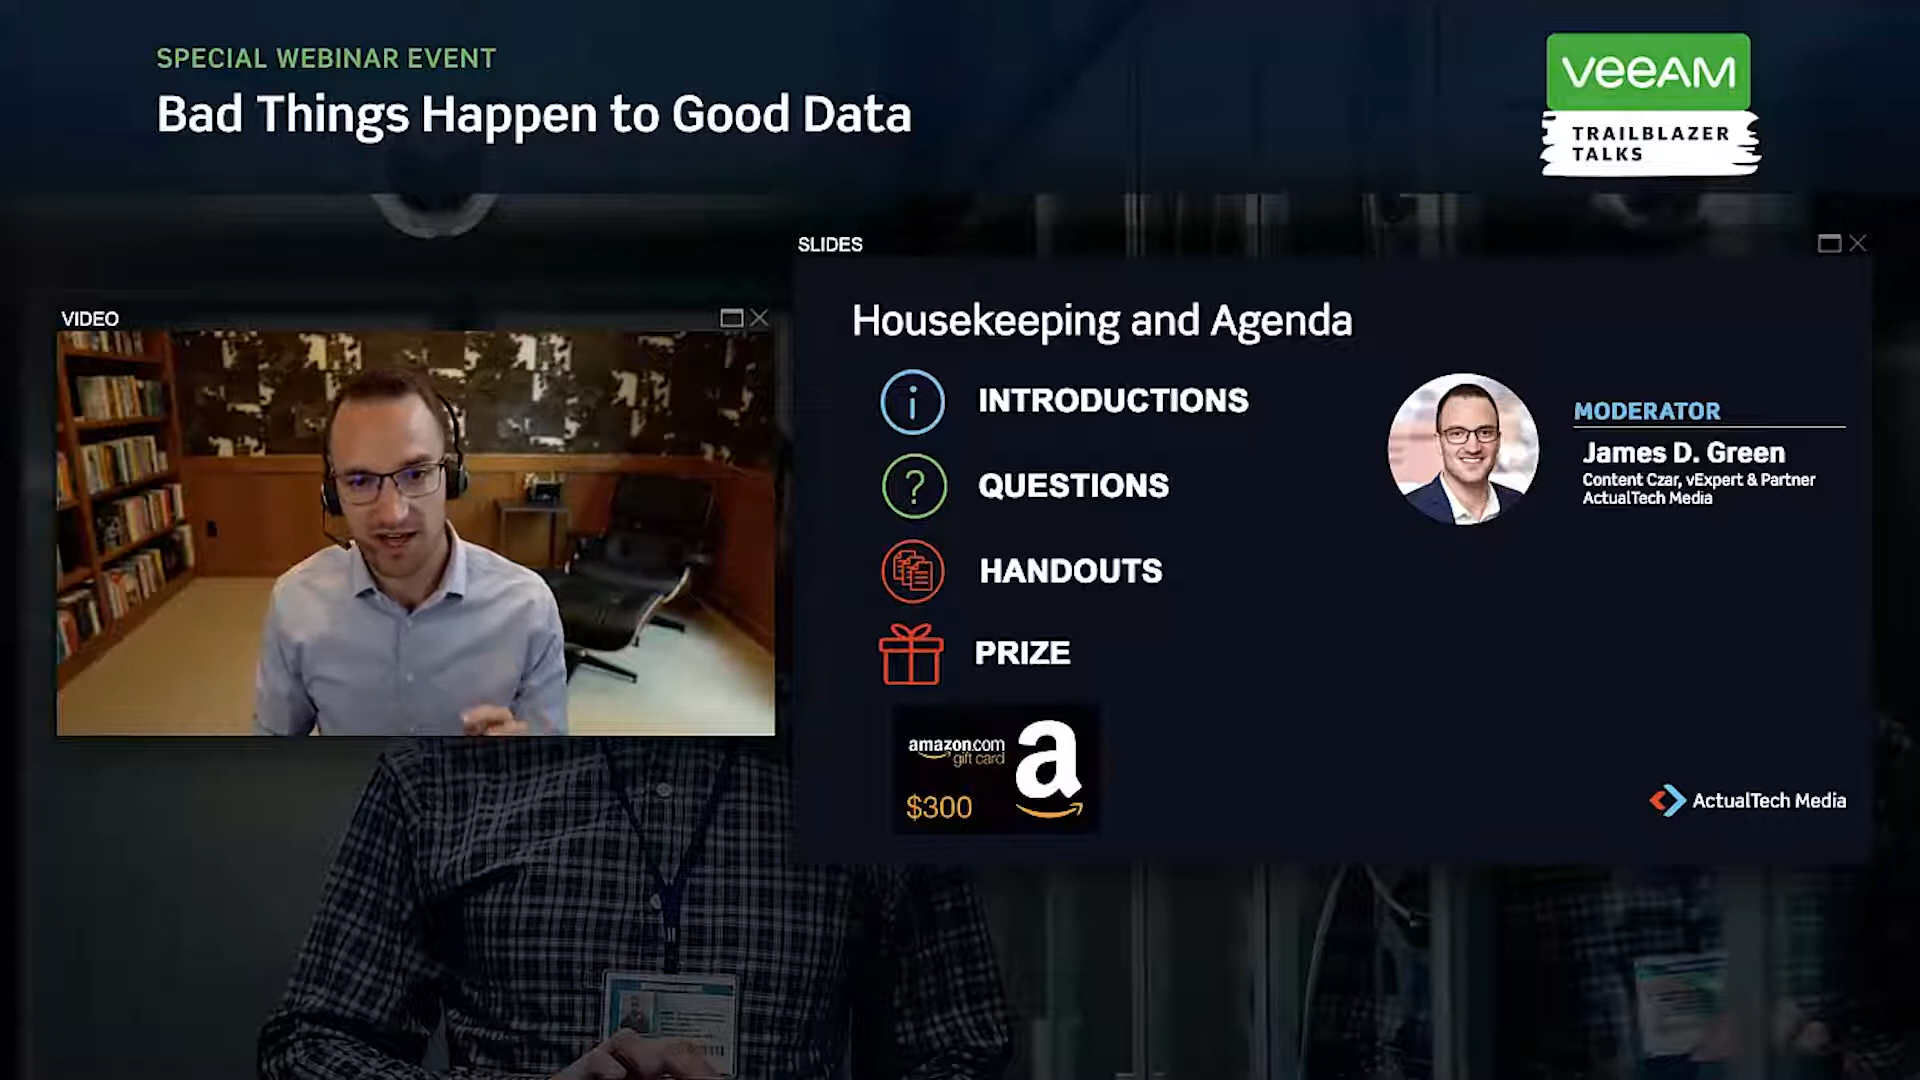 SPECIAL WEBINAR EVENT
Bad Things Happen to Good Data
veeAM
TRAILBLAZER
TALKS
SLIDES
VIDEO
Housekeeping and Agenda
INTRODUCTIONS
QUESTIONS
HANDOUTS
PRIZE
MODERATOR
James D. Green
Content Czar, vExpert & Partner
ActualTech Media
amazon.com
gift card
a
$300
ActualTech Media